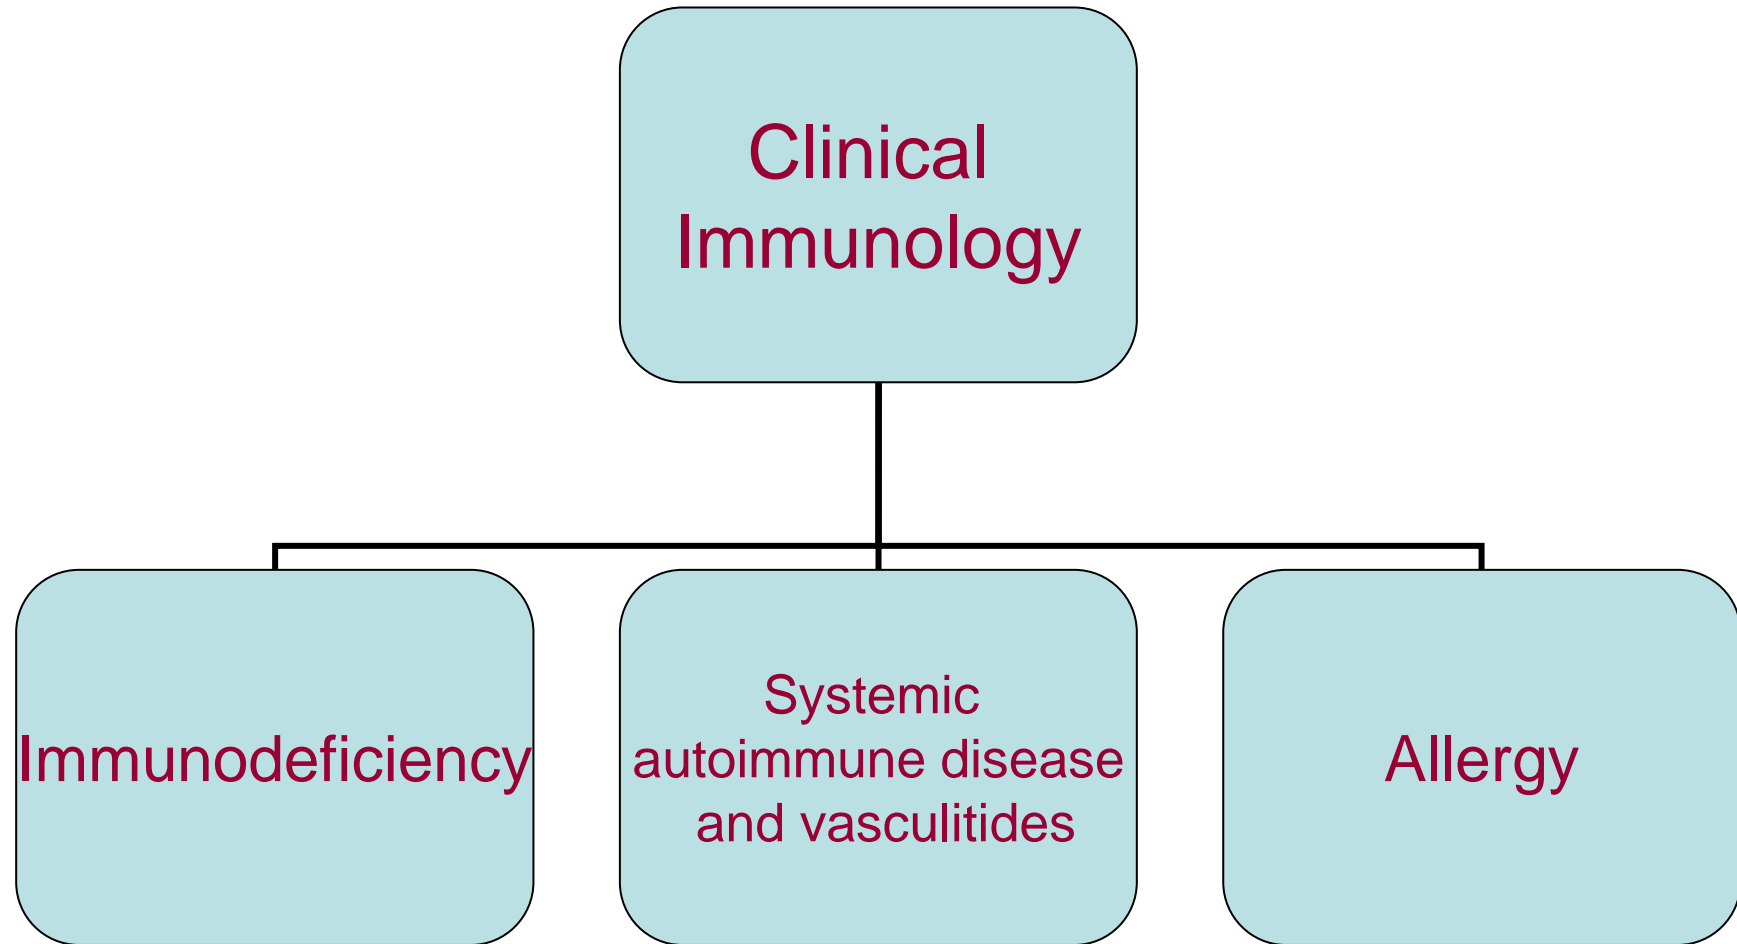 Clinical
Immunology
Immunodeficiency
Systemic
autoimmune disease
and vasculitides
Allergy